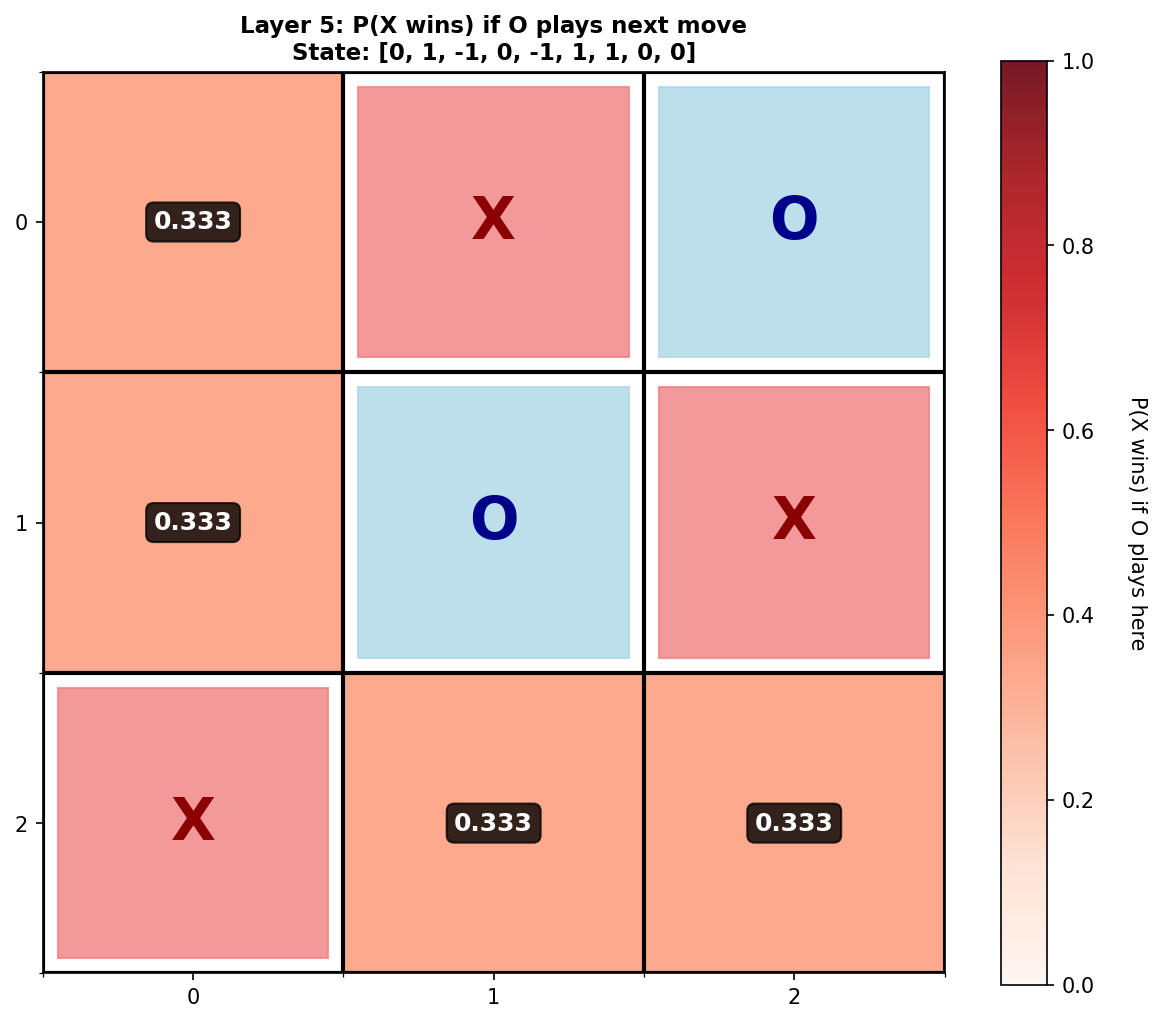 Layer 5: P(X wins) if O plays next move
State: [0, 1, -1, 0, -1, 1, 1, 0, 0]
0
0.333
X
O
1
0.333
O
X
2
X
0.333
0.333
0
1
2
1.0
0.8
0.6
0.4
0.2
0.0
P(X wins) if O plays here